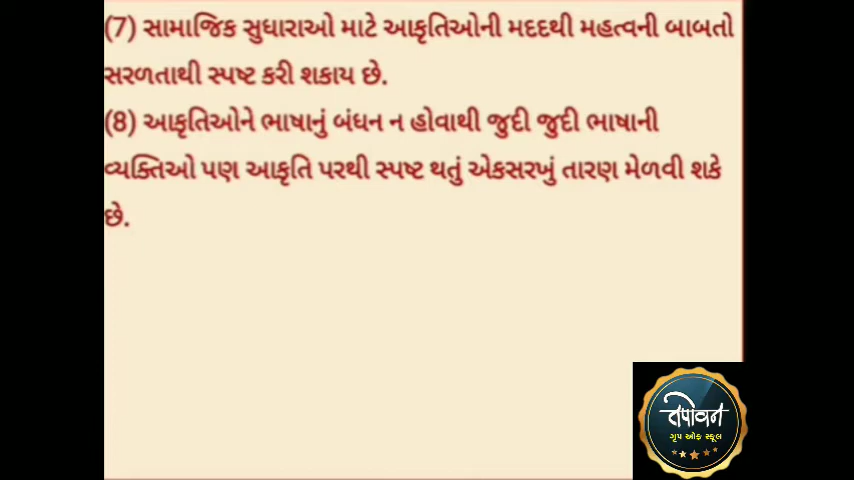 (7) સામાજિક સુધારાઓ માટે આકૃતિઓની મદદથી મહત્વની બાબતો
સરળતાથી સ્પષ્ટ કરી શકાય છે.
(8) આકૃતિઓને ભાષાનું બંધન ન હોવાથી જુદી જુદી ભાષાની
વ્યક્તિઓ પણ આકૃતિ પરથી સ્પષ્ટ થતું એકસરખું તારણ મેળવી શકે
છે.
તપોવન
ગૃપ ઓફ સ્કૂલ